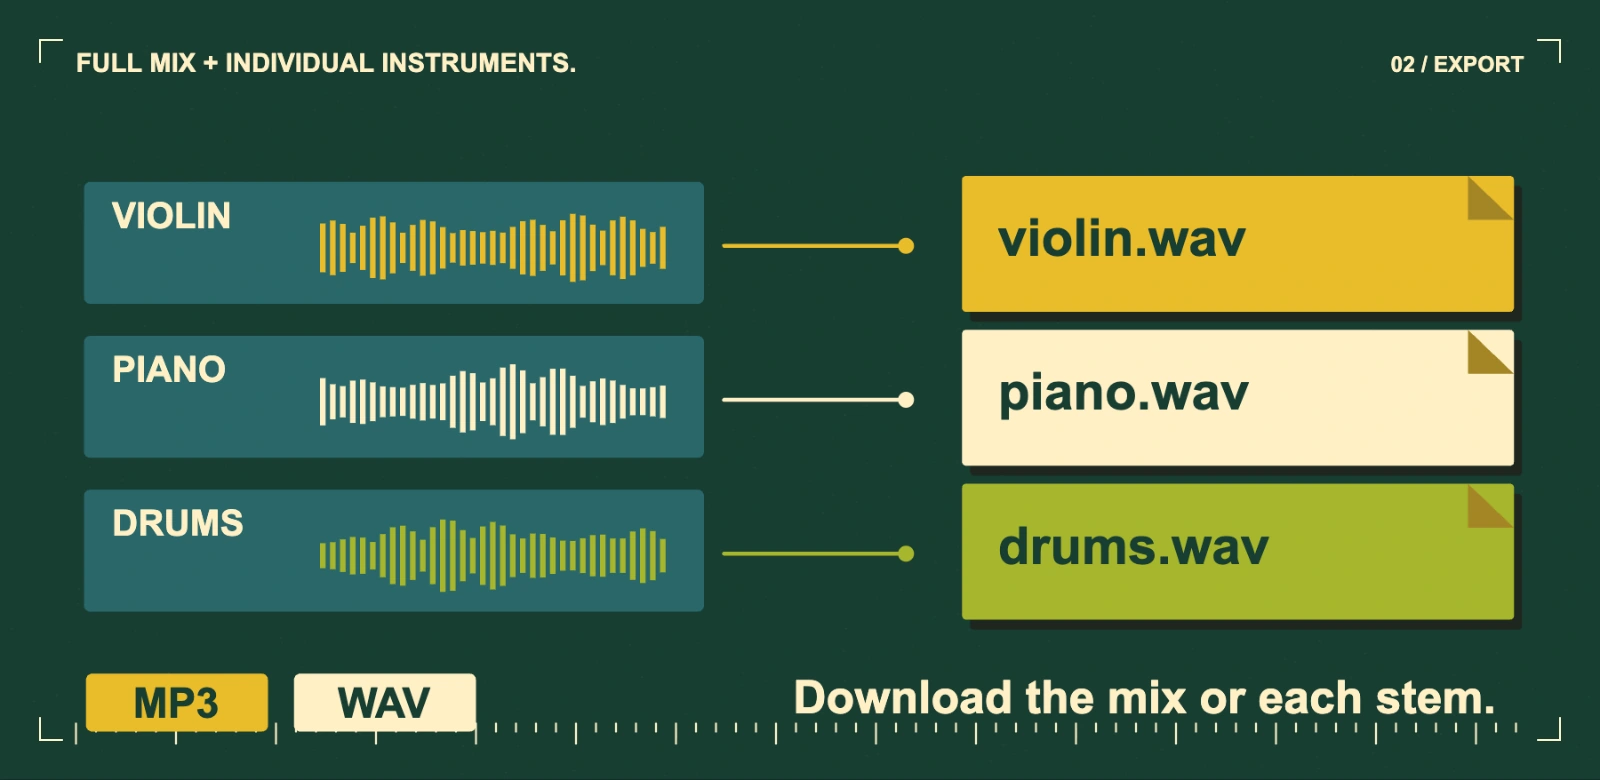 FULL MIX + INDIVIDUAL INSTRUMENTS.
02 / EXPORT
VIOLIN
violin.wav
PIANO
piano.wav
DRUMS
drums.wav
MP3
WAV
Download the mix or each stem.